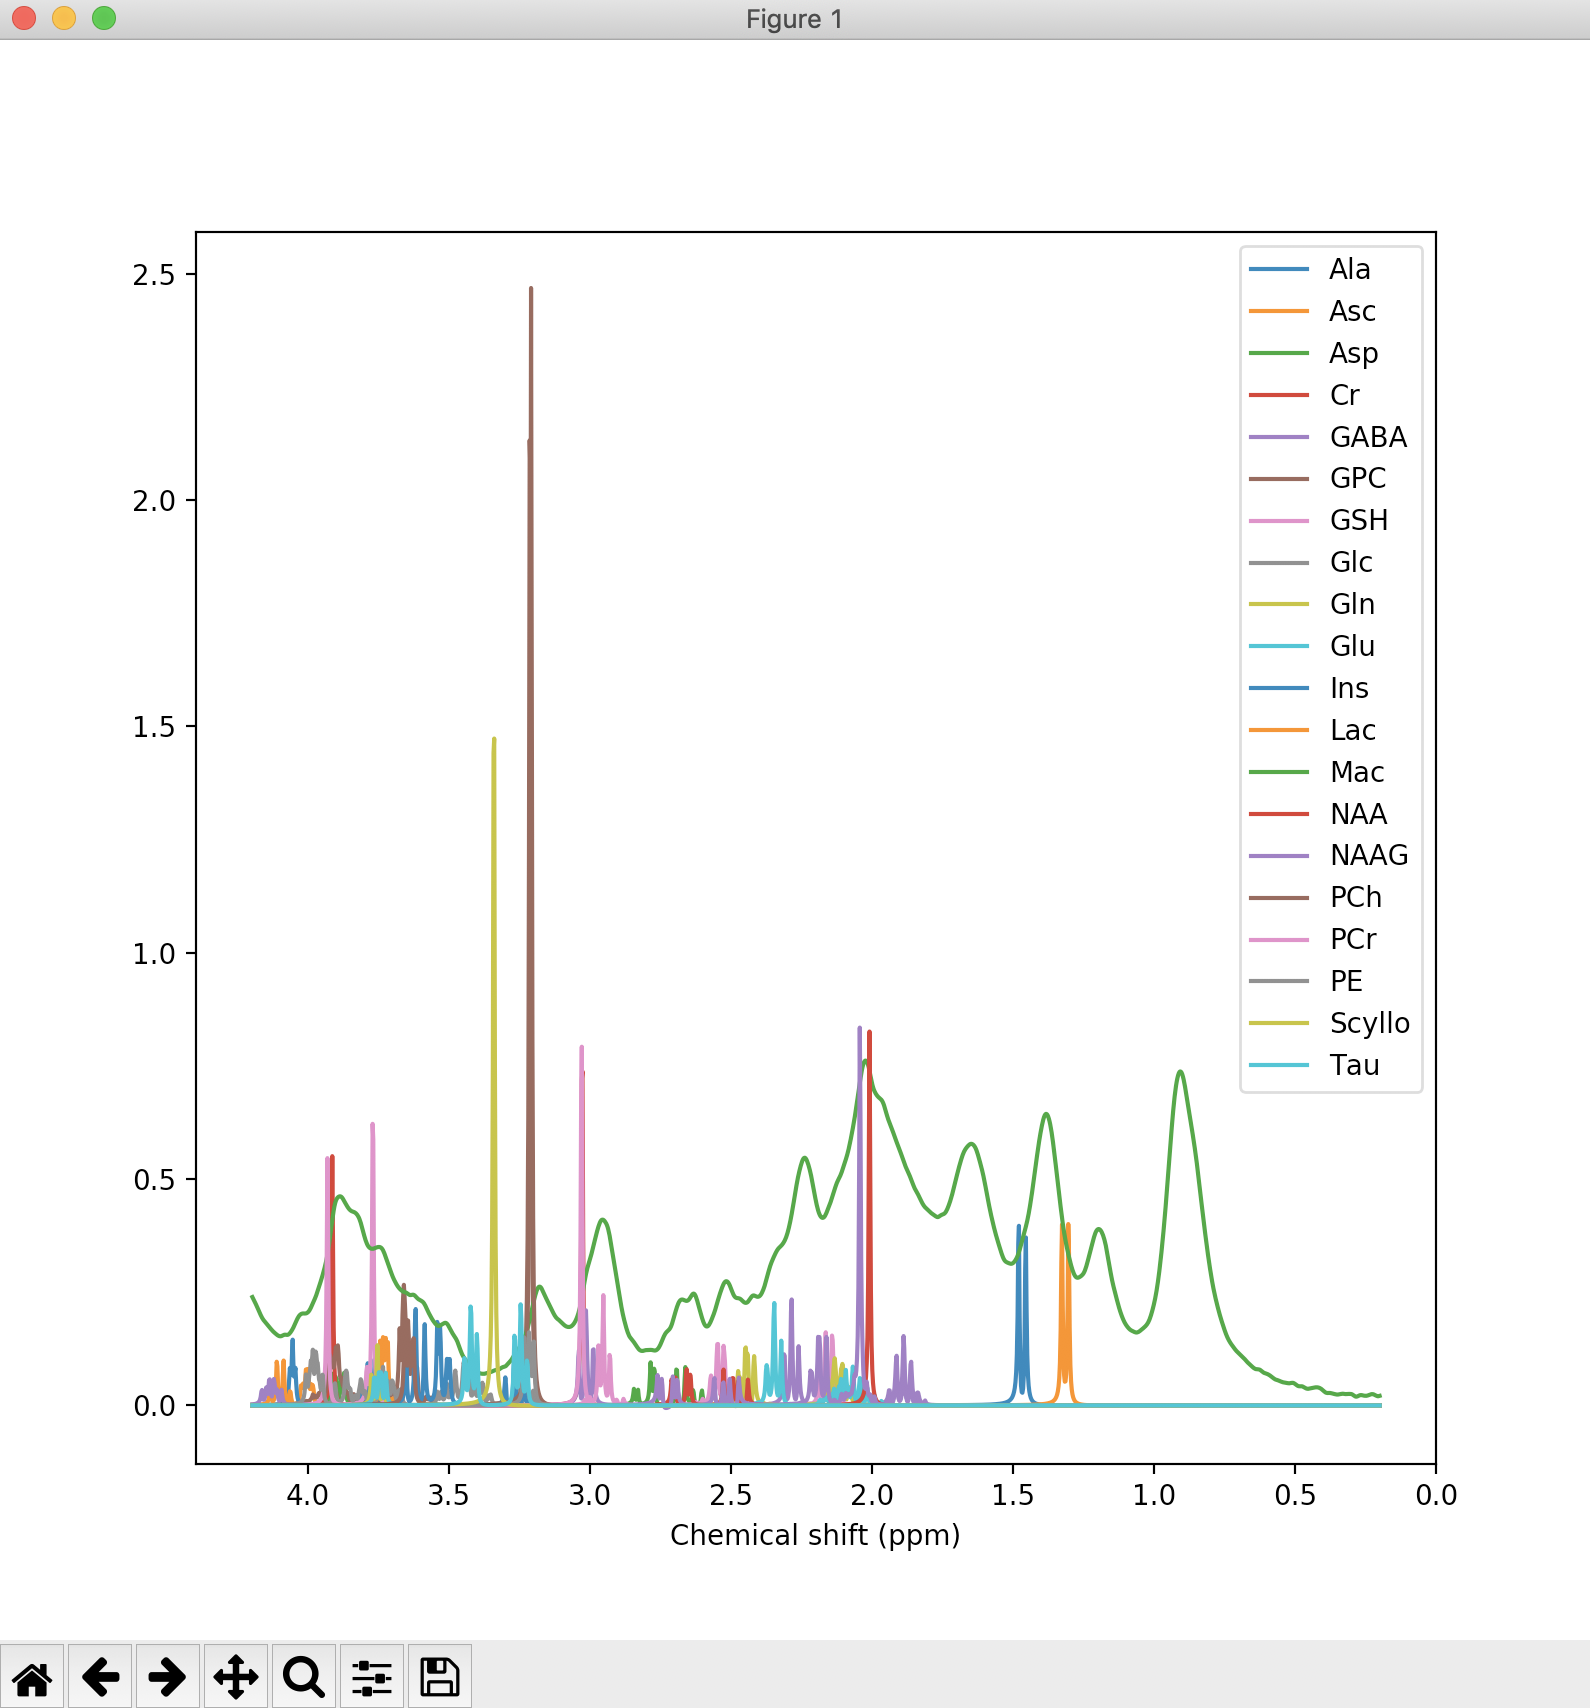 Figure 1
2.5
2.0
1.5
1.0
0.5
0.0
Ala
Asc
Asp
Cr
GABA
GPC
GSH
Glc
Gln
Glu
Ins
Lac
Mac
NAA
NAAG
PCh
PCr
PE
Scyllo
Tau
4.0 3.5 3.0 2.5 2.0 1.5 1.0 0.5 0.0
Chemical shift (ppm)